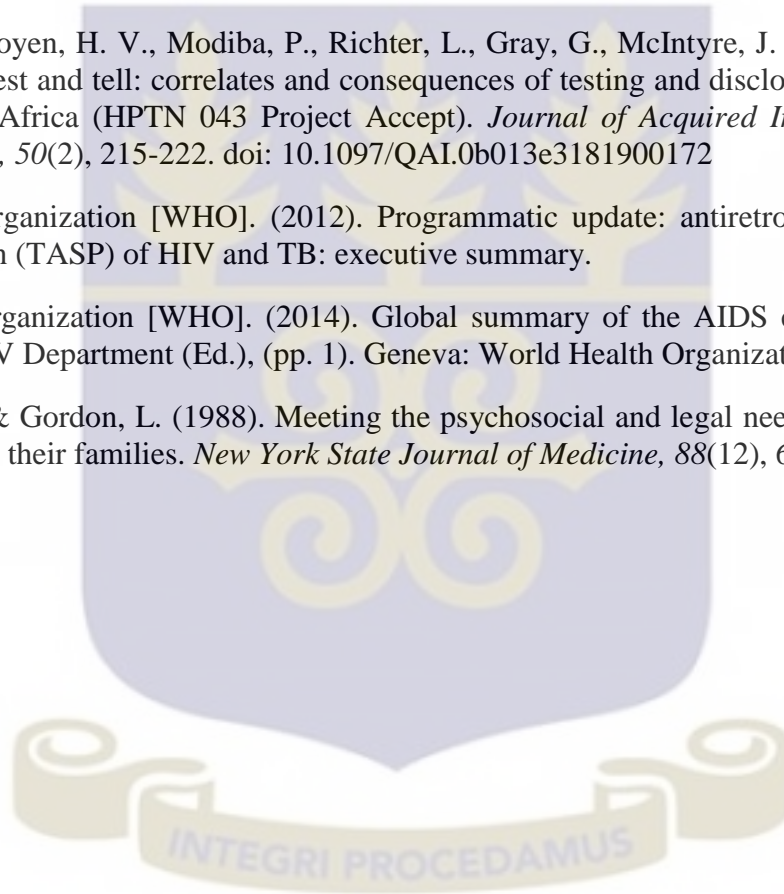 oyen, H. V., Modiba, P., Richter, L., Gray, G., McIntyre, J.
est and tell: correlates and consequences of testing and disclo
Africa (HPTN 043 Project Accept). Journal of Acquired I
, 50(2), 215-222. doi: 10.1097/QAI.0b013e3181900172
rganization [WHO]. (2012). Programmatic update: antiretro
n (TASP) of HIV and TB: executive summary.
rganization [WHO]. (2014). Global summary of the AIDS
V Department (Ed.), (pp. 1). Geneva: World Health Organizat
& Gordon, L. (1988). Meeting the psychosocial and legal nee
their families. New York State Journal of Medicine, 88(12), 6
INTEGRI PROCEDAMUS